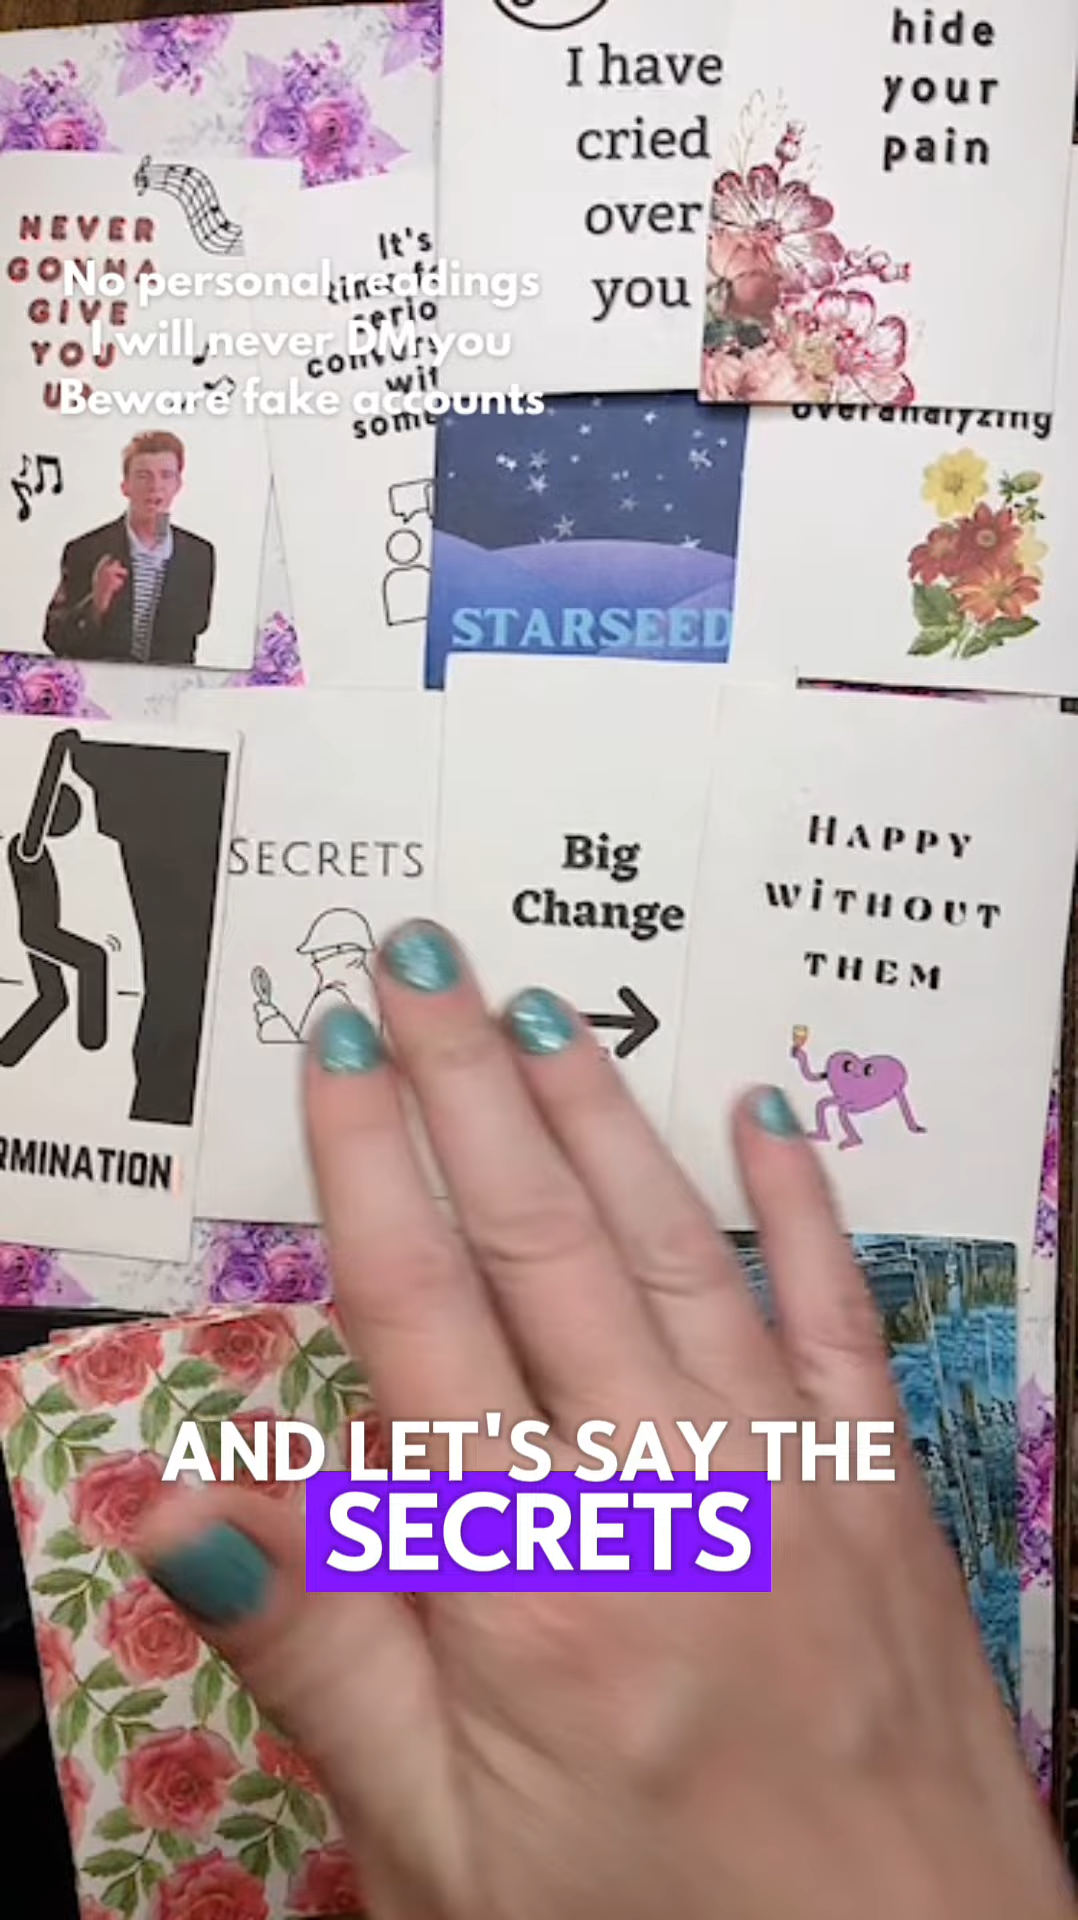 I have
cried
over
you
hide
your
pain
NEVER
GONNA
GIVE
YOU
It's
No personal readings
I will never DM you
Beware fake accounts
overanalyzing
STARSEED
SECRETS
Big
Change
HAPPY
WiTHOUT
THEM
RMINATION
AND LET'S SAY THE
SECRETS